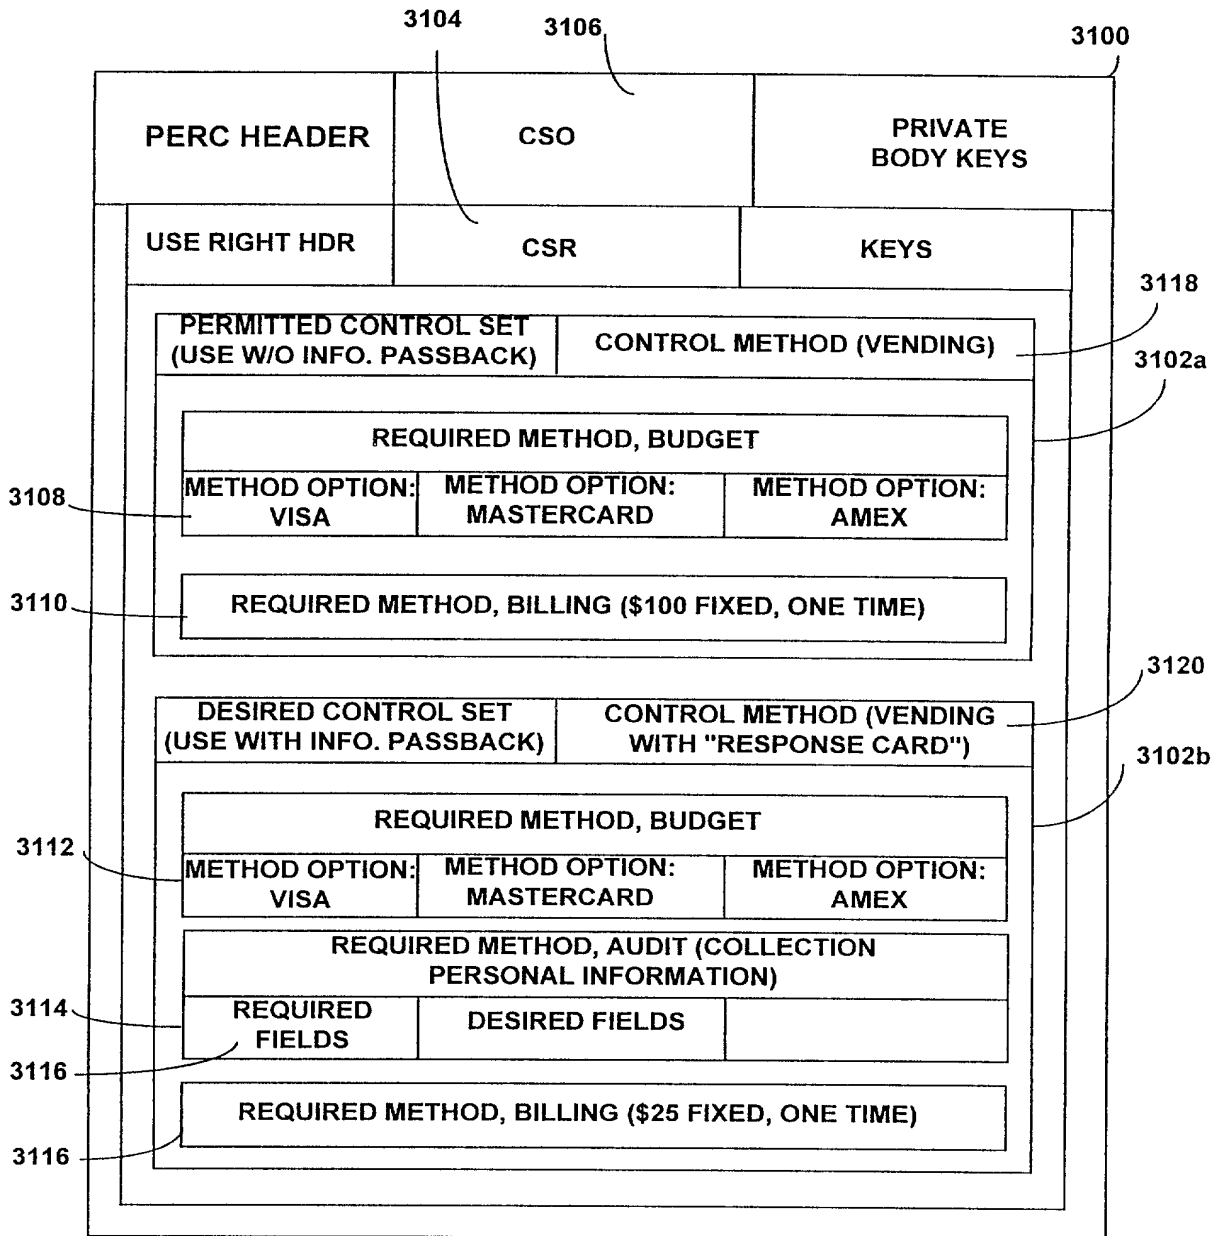 3104
3106
3100
PERC HEADER
CSO
PRIVATE
BODY KEYS
USE RIGHT HDR
CSR
KEYS
3118
PERMITTED CONTROL SET
(USE W/O INFO. PASSBACK)
CONTROL METHOD (VENDING)
3102a
REQUIRED METHOD, BUDGET
3108
METHOD OPTION:
VISA
METHOD OPTION:
MASTERCARD
METHOD OPTION:
AMEX
3110
REQUIRED METHOD, BILLING ($100 FIXED, ONE TIME)
3120
DESIRED CONTROL SET
(USE WITH INFO. PASSBACK)
CONTROL METHOD (VENDING
WITH "RESPONSE CARD")
3102b
REQUIRED METHOD, BUDGET
3112
METHOD OPTION:
VISA
METHOD OPTION:
MASTERCARD
METHOD OPTION:
AMEX
REQUIRED METHOD, AUDIT (COLLECTION
PERSONAL INFORMATION)
3114
REQUIRED
FIELDS
DESIRED FIELDS
3116
REQUIRED METHOD, BILLING ($25 FIXED, ONE TIME)
3116